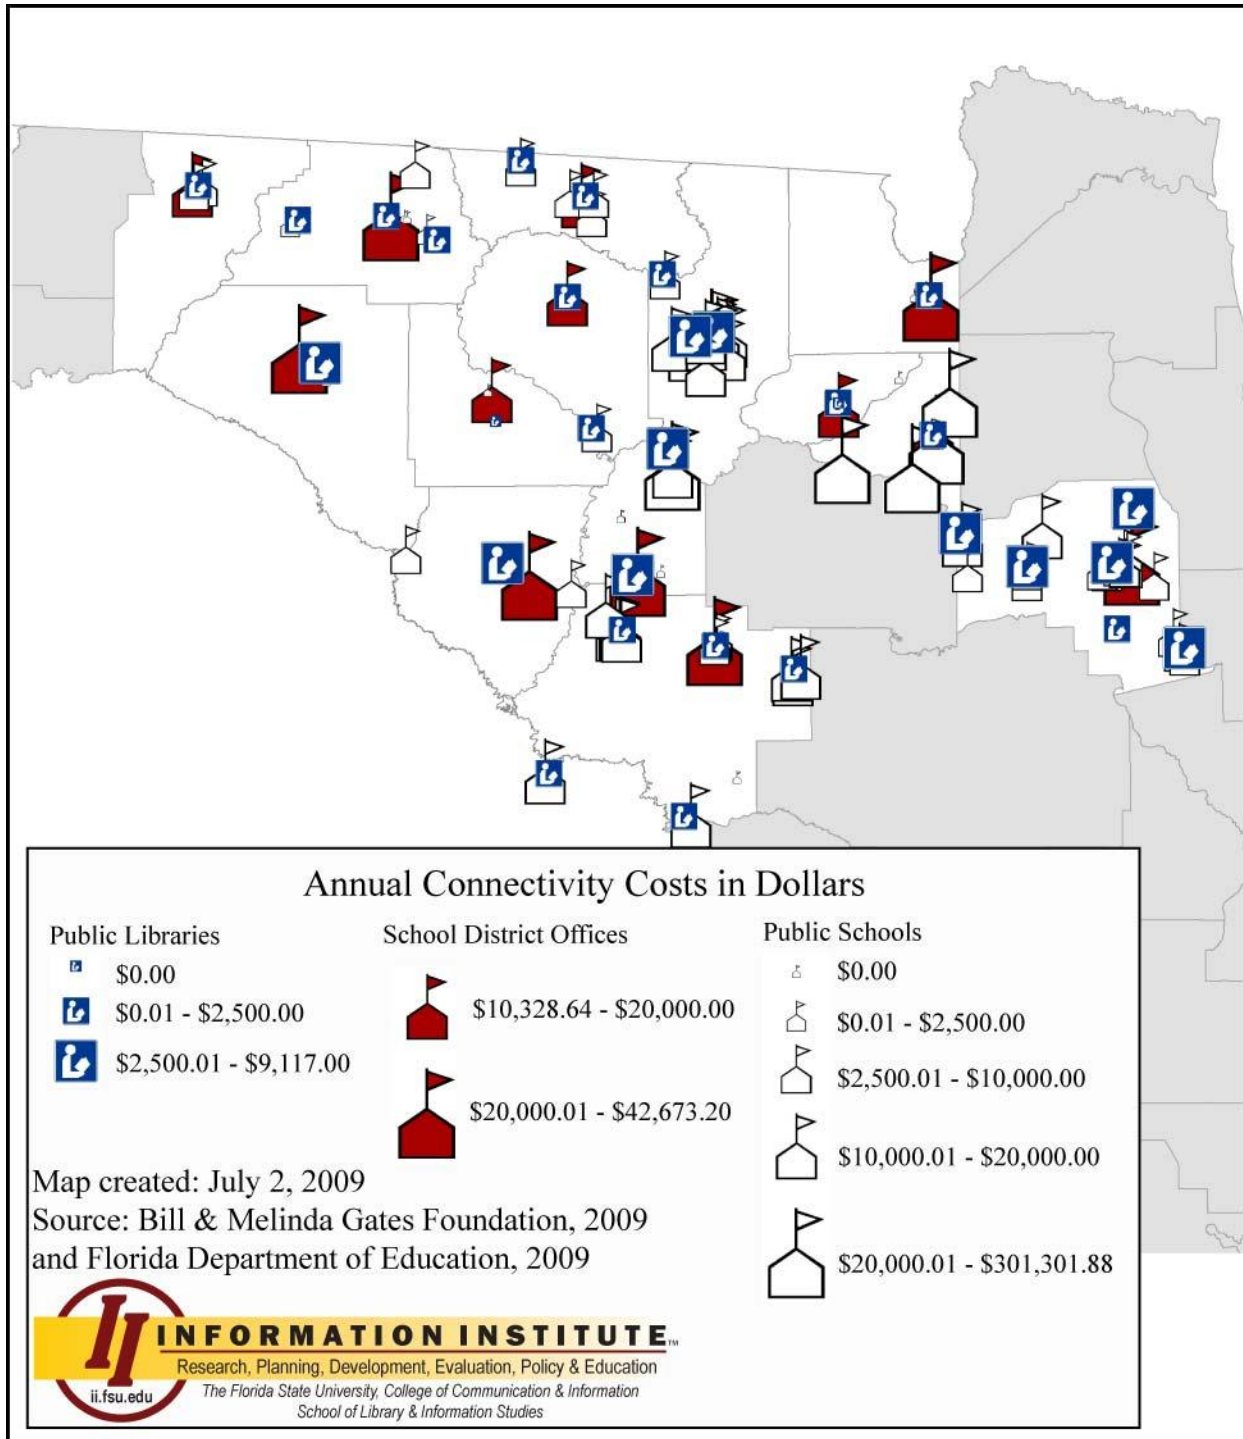 Annual Connectivity Costs in Dollars
Public Libraries
$0.00
$0.01 - $2,500.00
$2,500.01 - $9,117.00
School District Offices
$10,328.64 - $20,000.00
$20,000.01 - $42,673.20
Public Schools
$0.00
$0.01 - $2,500.00
$2,500.01 - $10,000.00
$10,000.01 - $20,000.00
$20,000.01 - $301,301.88
Map created: July 2, 2009
Source: Bill & Melinda Gates Foundation, 2009
and Florida Department of Education, 2009
II
ii.fsu.edu
INFORMATION INSTITUTE™
Research, Planning, Development, Evaluation, Policy & Education
The Florida State University, College of Communication & Information
School of Library & Information Studies